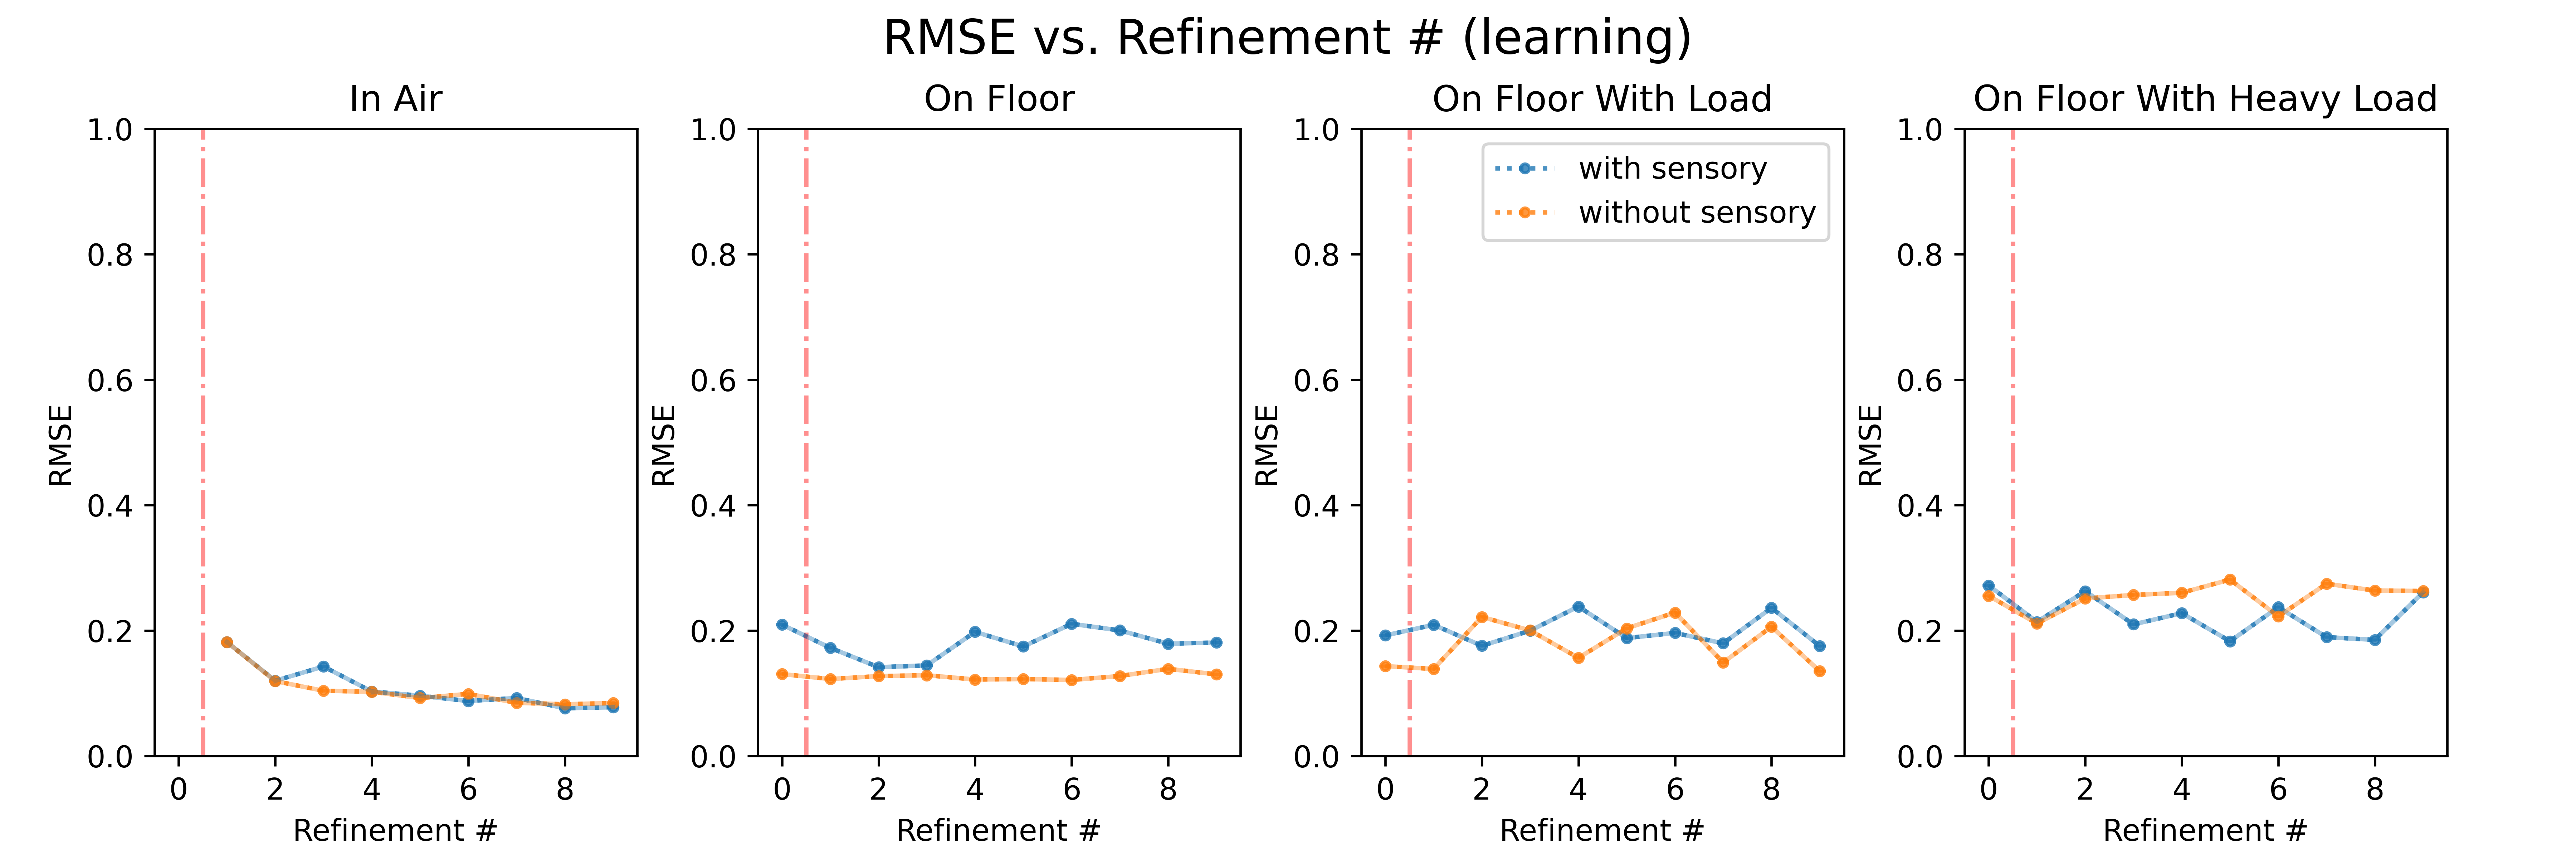 RMSE vs. Refinement # (learning)
In Air
1.0
0.8
0.6
0.4
0.2
0.0
RMSE
0 2 4 6 8
Refinement #
On Floor
1.0
0.8
0.6
0.4
0.2
0.0
RMSE
0 2 4 6 8
Refinement #
On Floor With Load
1.0
0.8
0.6
0.4
0.2
0.0
RMSE
with sensory
without sensory
0 2 4 6 8
Refinement #
On Floor With Heavy Load
1.0
0.8
0.6
0.4
0.2
0.0
RMSE
0 2 4 6 8
Refinement #